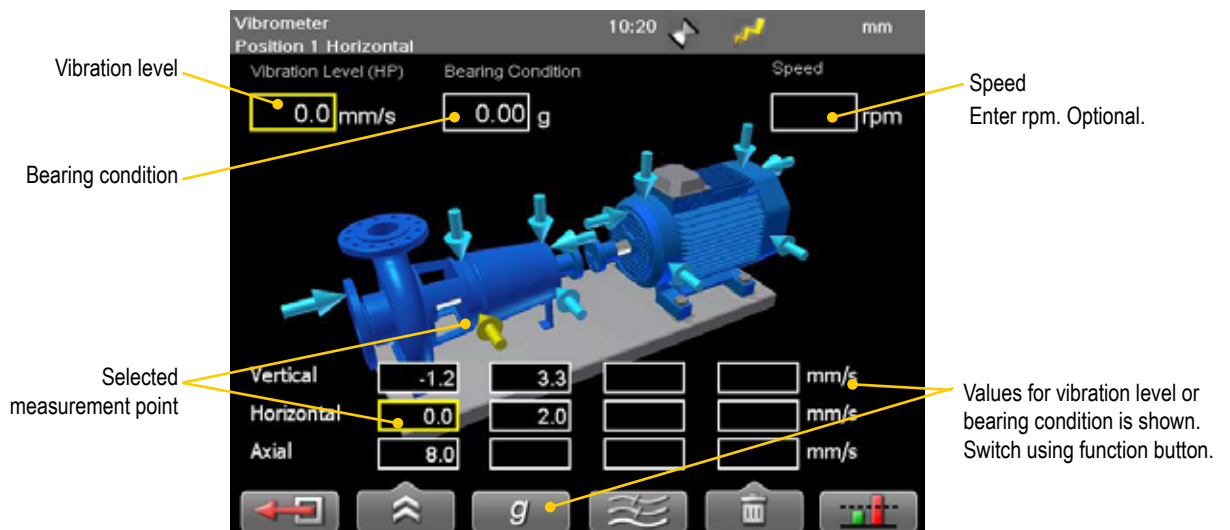 Vibrometer
10:20
mm
Position 1 Horizontal
Vibration Level (HP)
Bearing Condition
Speed
0.0 mm/s
0.00 g
rpm
Vibration level
Bearing condition
Speed
Enter rpm. Optional.
Selected
measurement point
Vertical -1.2 3.3 mm/s
Horizontal 0.0 2.0 mm/s
Axial 8.0 mm/s
Values for vibration level or
bearing condition is shown.
Switch using function button.
g